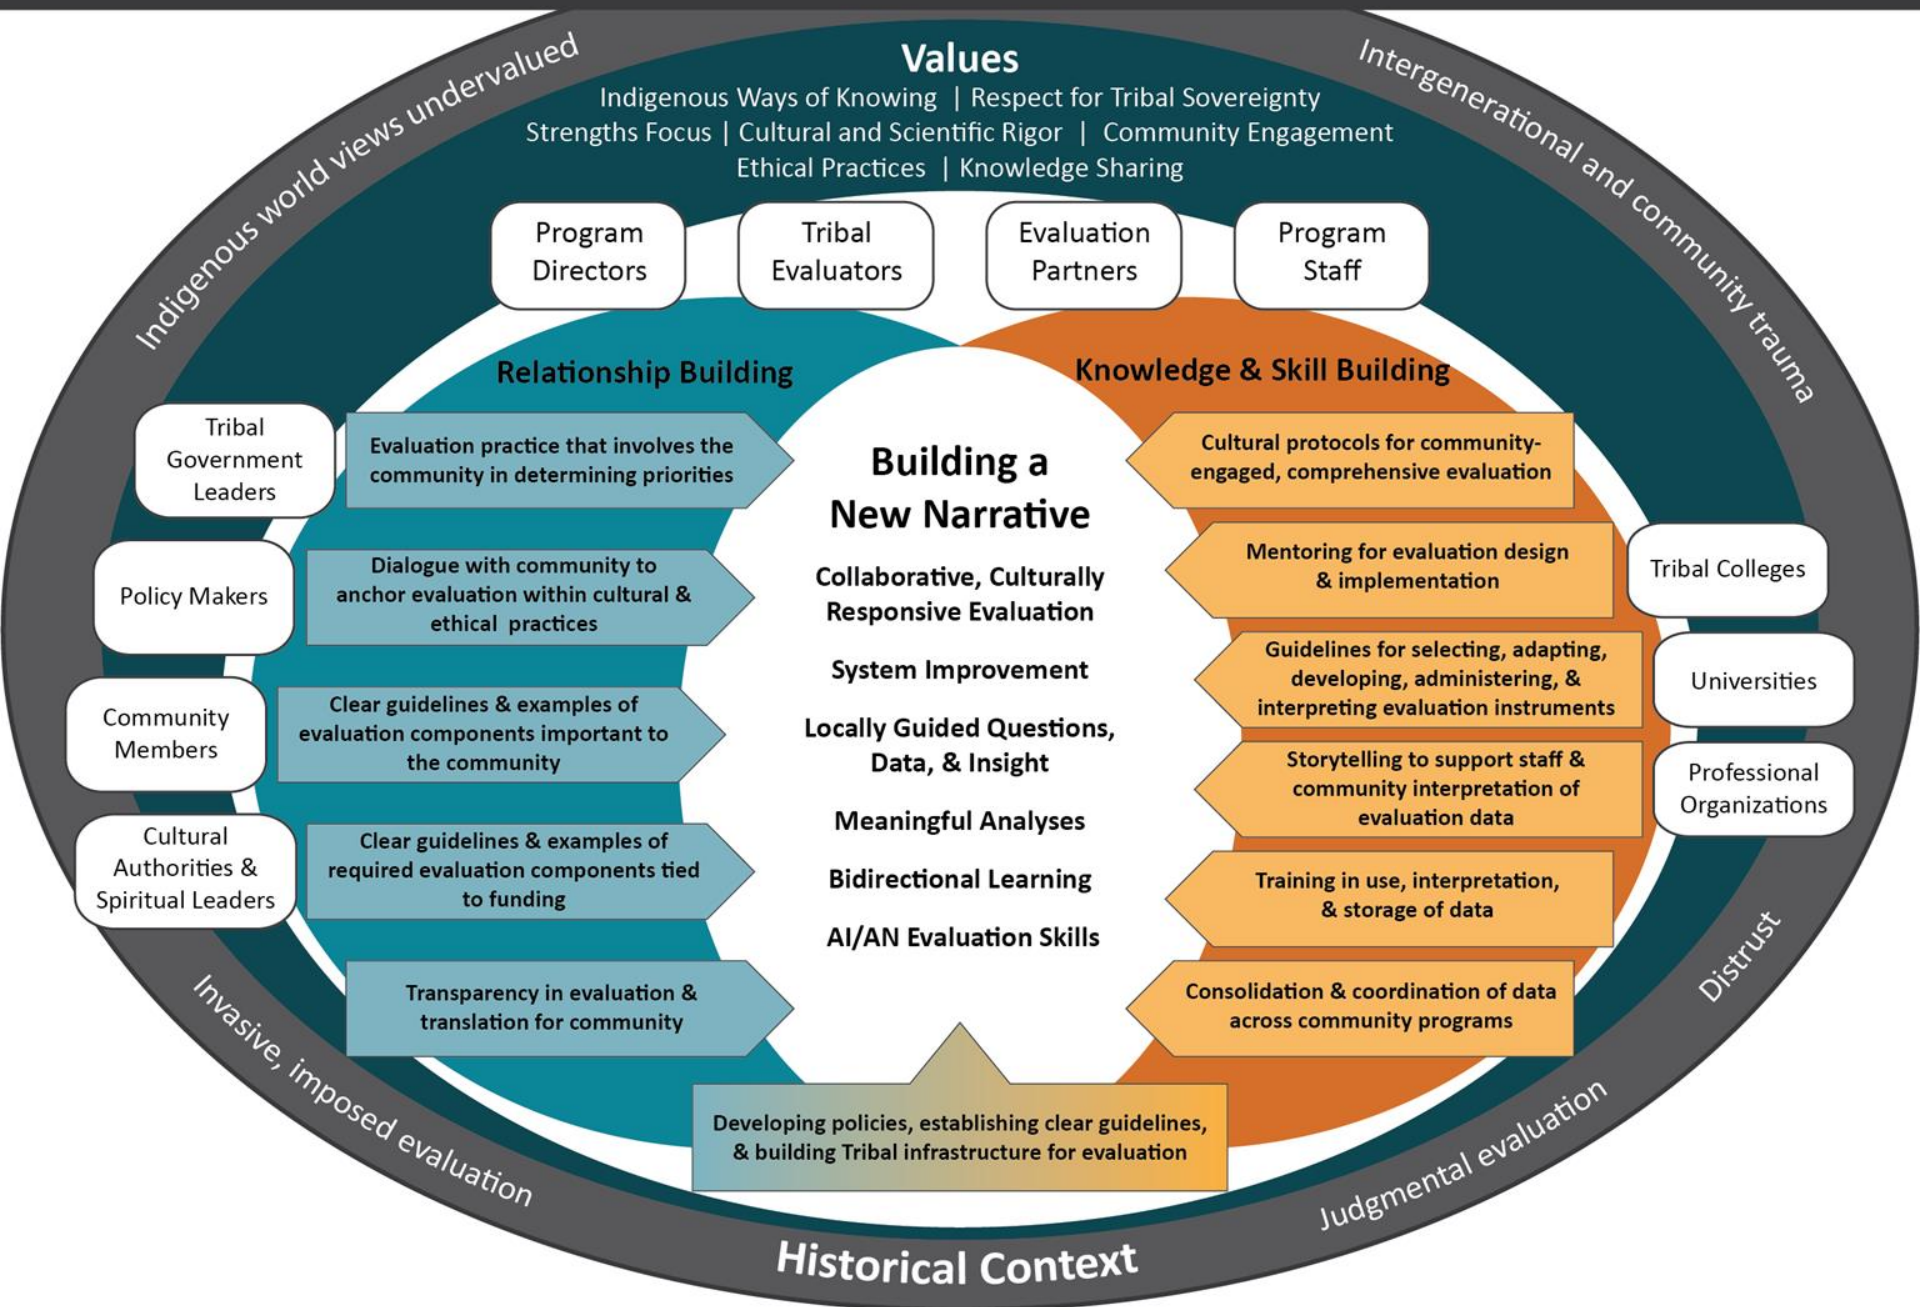 Indigenous world views undervalued
Intergenerational and community trauma
Values
Indigenous Ways of Knowing | Respect for Tribal Sovereignty
Strengths Focus | Cultural and Scientific Rigor | Community Engagement
Ethical Practices | Knowledge Sharing
Program
Directors
Tribal
Evaluators
Evaluation
Partners
Program
Staff
Relationship Building
Knowledge & Skill Building
Tribal
Government
Leaders
Policy Makers
Community
Members
Cultural
Authorities &
Spiritual Leaders
Evaluation practice that involves the
community in determining priorities
Dialogue with community to
anchor evaluation within cultural &
ethical practices
Clear guidelines & examples of
evaluation components important to
the community
Clear guidelines & examples of
required evaluation components tied
to funding
Transparency in evaluation &
translation for community
Building a
New Narrative
Collaborative, Culturally
Responsive Evaluation
System Improvement
Locally Guided Questions,
Data, & Insight
Meaningful Analyses
Bidirectional Learning
AI/AN Evaluation Skills
Cultural protocols for community-
engaged, comprehensive evaluation
Mentoring for evaluation design
& implementation
Guidelines for selecting, adapting,
developing, administering, &
interpreting evaluation instruments
Storytelling to support staff &
community interpretation of
evaluation data
Training in use, interpretation,
& storage of data
Consolidation & coordination of data
across community programs
Tribal Colleges
Universities
Professional
Organizations
Developing policies, establishing clear guidelines,
& building Tribal infrastructure for evaluation
Invasive, imposed evaluation
Distrust
Judgmental evaluation
Historical Context